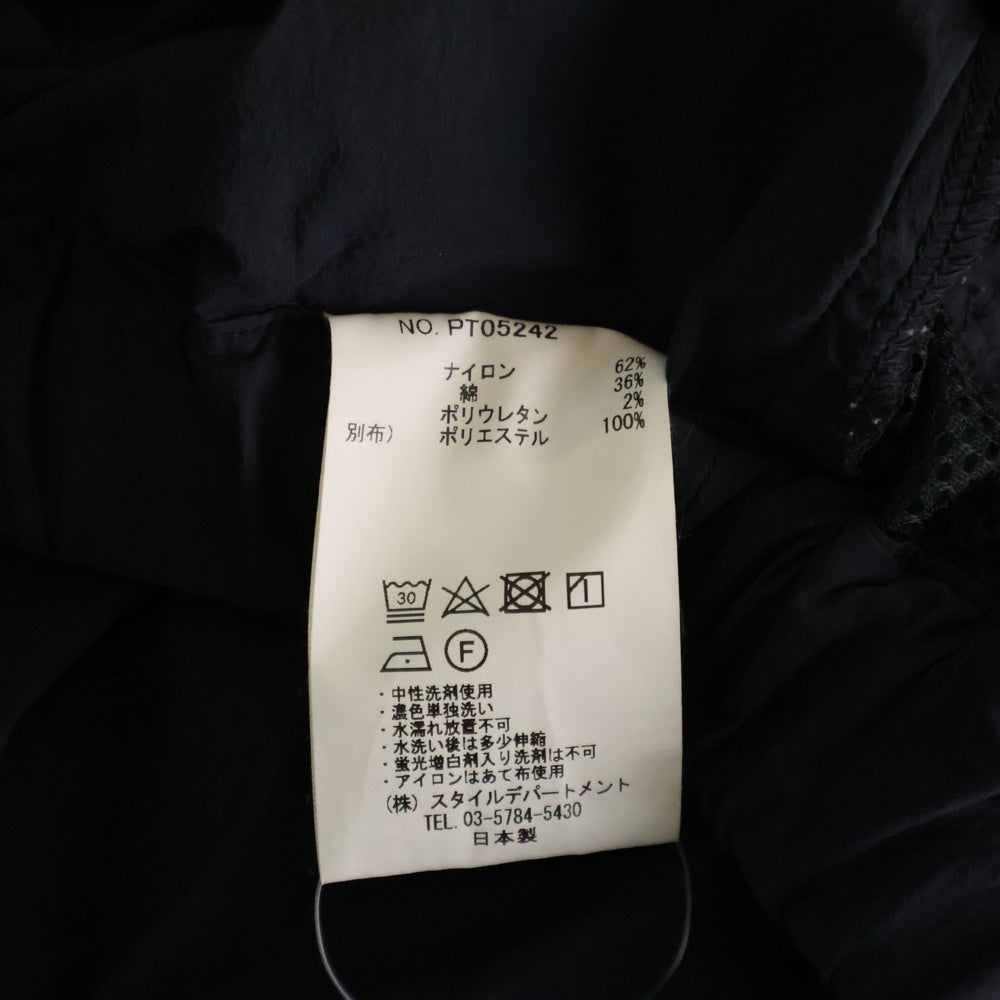 NO. PT05242
ナイロン 62%
綿 36%
ポリウレタン 2%
別布) ポリエステル 100%
30
F
・中性洗剤使用
・濃色単独洗い
・水濡れ放置不可
・水洗い後は多少伸縮
・蛍光増白剤入り洗剤は不可
・アイロンはあて布使用
(株) スタイルデパートメント
TEL. 03-5784-5430
日本製